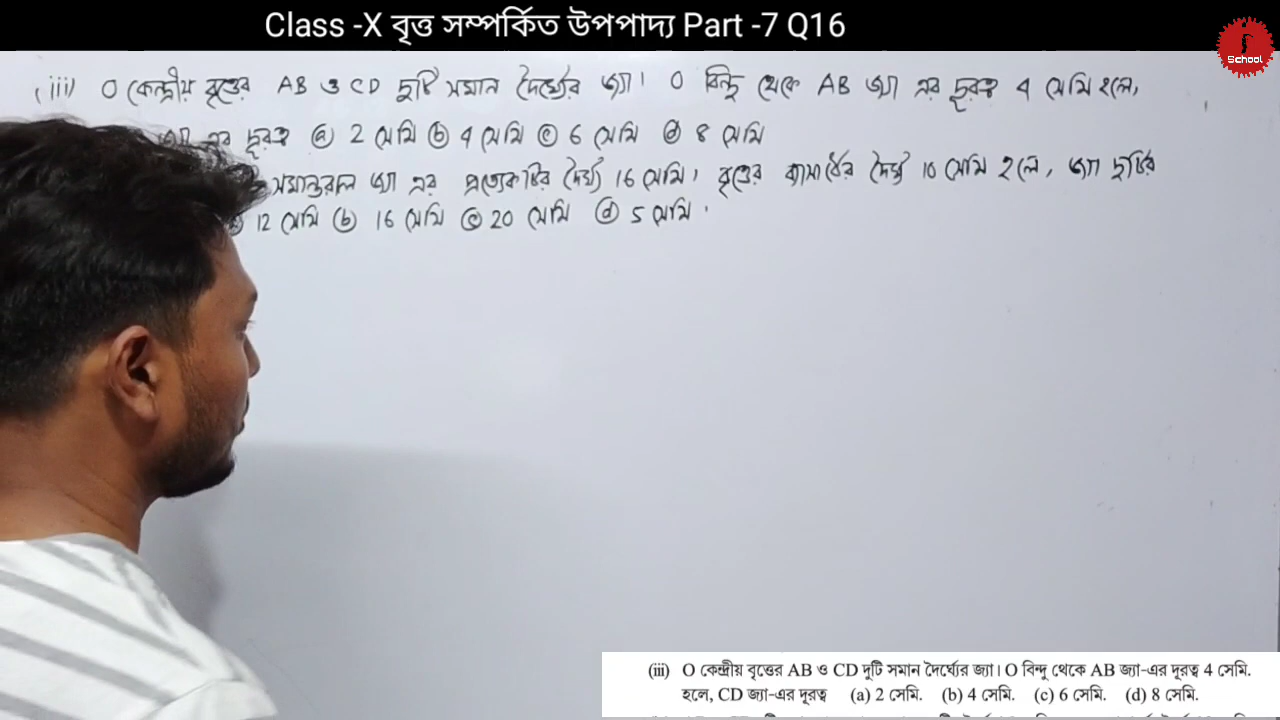 Class -X বৃত্ত সম্পর্কিত উপপাদ্য Part -7 Q16
School
(iii) O কেন্দ্রীয় বৃত্তের AB ও CD দুটি সমান দৈর্ঘ্যের জ্যা। O বিন্দু থেকে AB জ্যা এর দূরত্ব 4 সেমি হলে,
জ্যা এর দূরত্ব (a) 2 সেমি (b) 4 সেমি (c) 6 সেমি (d) 8 সেমি
সমান্তরাল জ্যা এর প্রত্যেকটির দৈর্ঘ্য 16 সেমি। বৃত্তের ব্যাসার্ধের দৈর্ঘ্য 10 সেমি হলে, জ্যা দুটির
12 সেমি (b) 16 সেমি (c) 20 সেমি (d) 5 সেমি.
(iii) O কেন্দ্রীয় বৃত্তের AB ও CD দুটি সমান দৈর্ঘ্যের জ্যা। O বিন্দু থেকে AB জ্যা-এর দূরত্ব 4 সেমি.
হলে, CD জ্যা-এর দূরত্ব (a) 2 সেমি. (b) 4 সেমি. (c) 6 সেমি. (d) 8 সেমি.